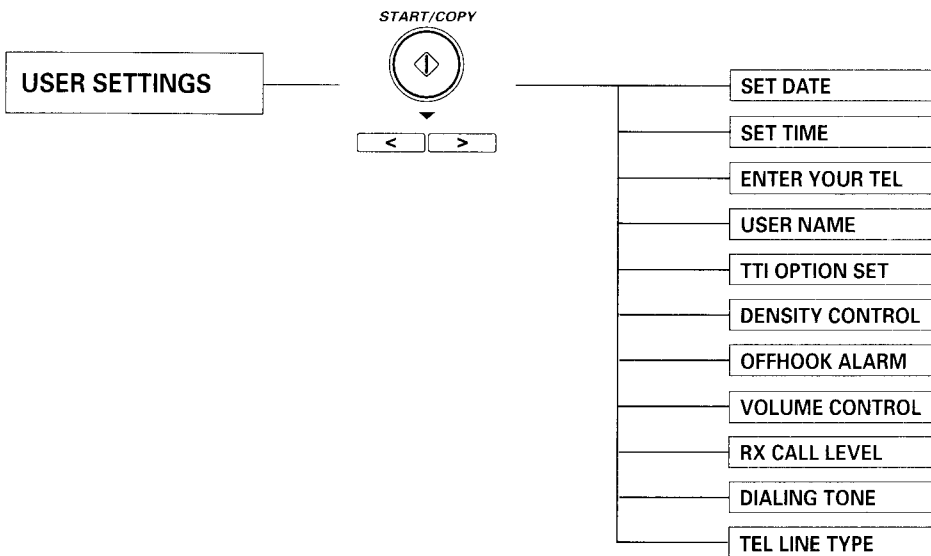 START/COPY
USER SETTINGS
< >
SET DATE
SET TIME
ENTER YOUR TEL
USER NAME
TTI OPTION SET
DENSITY CONTROL
OFFHOOK ALARM
VOLUME CONTROL
RX CALL LEVEL
DIALING TONE
TEL LINE TYPE